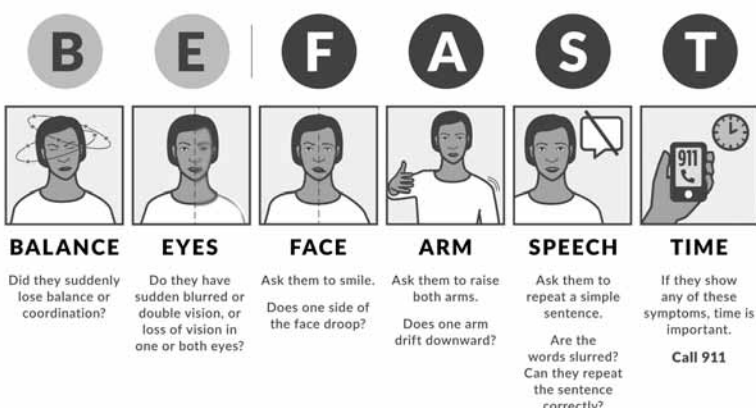 B E F A S T
BALANCE
Did they suddenly
lose balance or
coordination?
EYES
Do they have
sudden blurred or
double vision, or
loss of vision in
one or both eyes?
FACE
Ask them to smile.
Does one side of
the face droop?
ARM
Ask them to raise
both arms.
Does one arm
drift downward?
SPEECH
Ask them to
repeat a simple
sentence.
Are the
words slurred?
Can they repeat
the sentence
correctly?
911
TIME
If they show
any of these
symptoms, time is
important.
Call 911